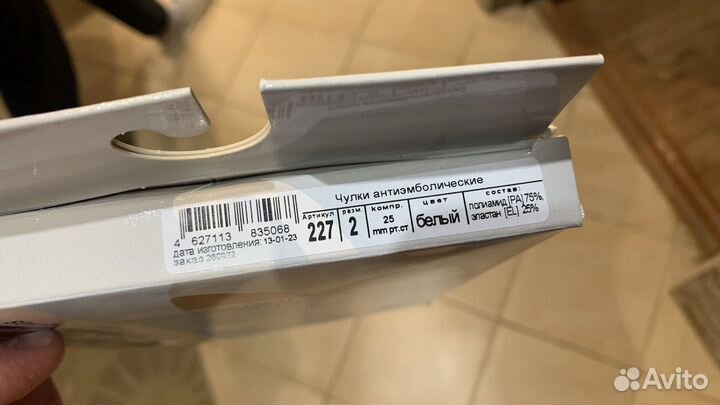 Чулки антиэмболические
Артикул 227
разм. 2
компр. 25 mm рт.ст
цвет белый
состав:
полиамид [PA] 75%.
эластан [EL] 25%
4 627113 835068
дата изготовления: 13-01-23
заказ
Avito